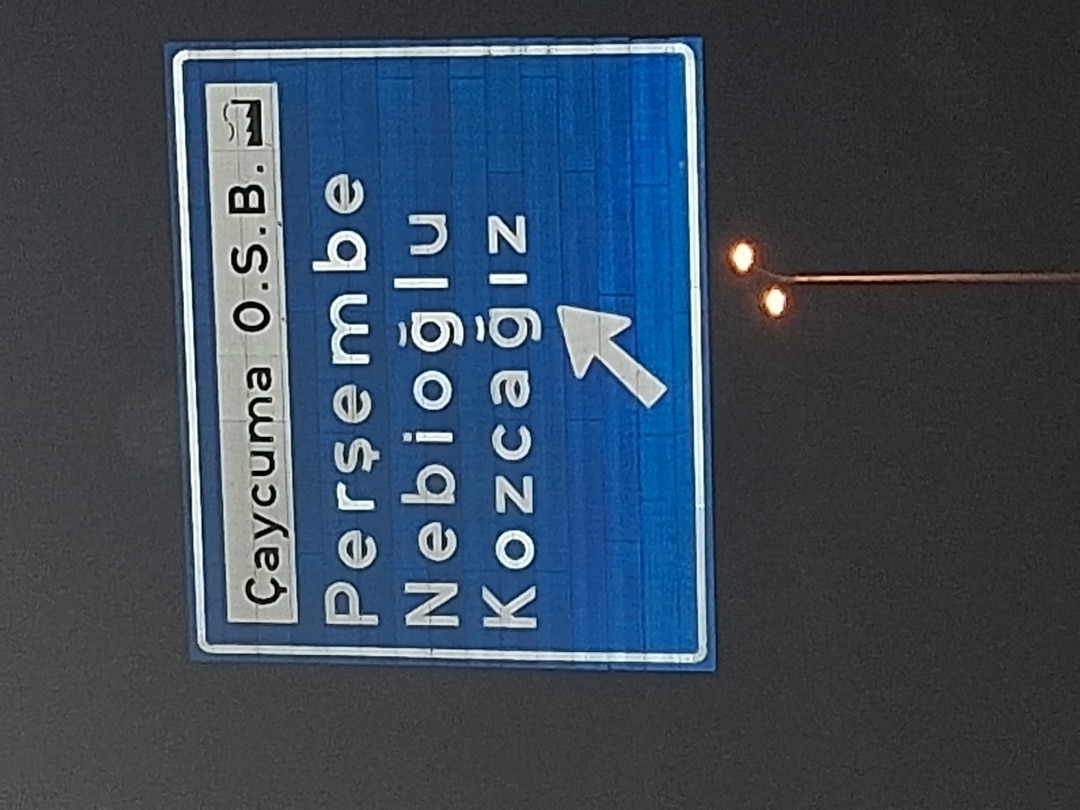 Çaycuma O.S.B.
Perşembe
Nebioğlu
Kozcağız